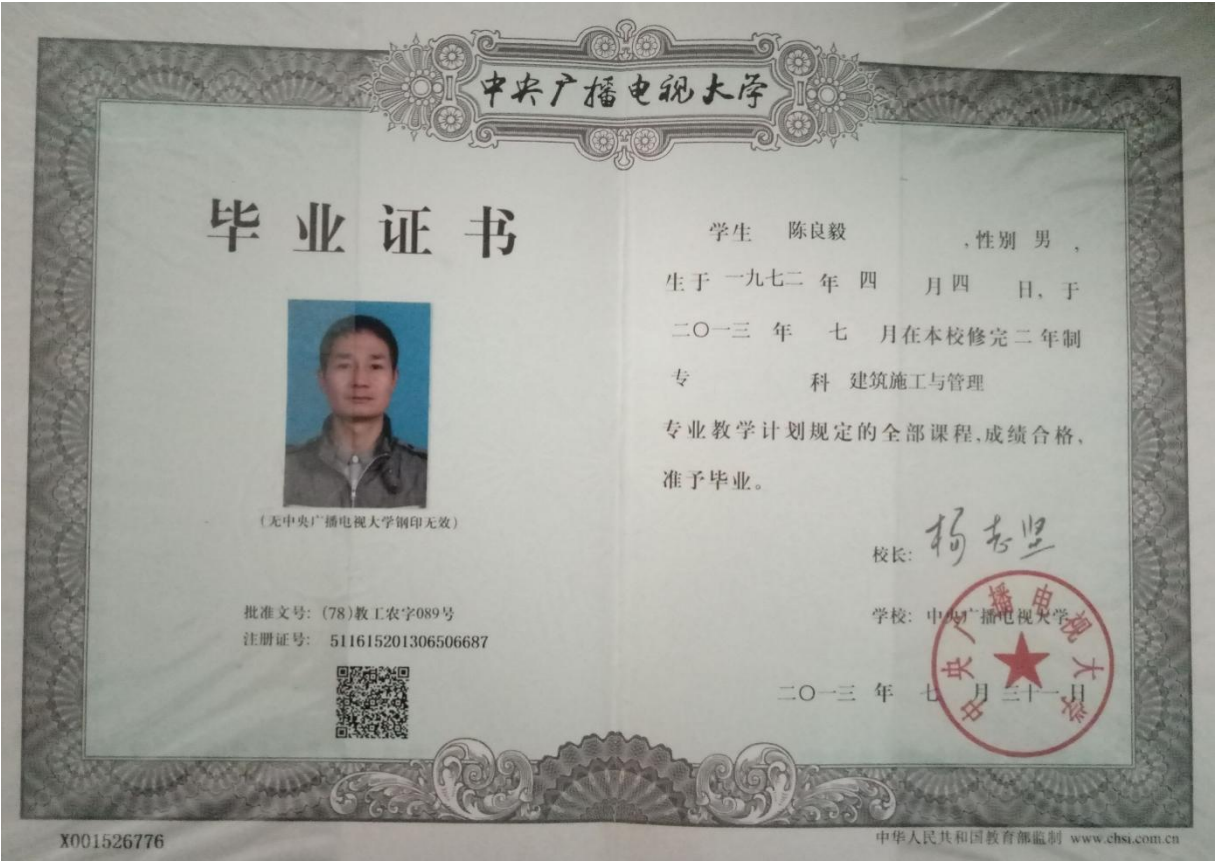 中央广播电视大学
毕业证书
(无中央广播电视大学钢印无效)
批准文号: (78)教工农字089号
注册证号: 511615201306506687
学生 陈良毅 ,性别 男 ,
生于 一九七二 年 四 月 四 日, 于
二〇一三 年 七 月在本校修完 二 年制
专 科 建筑施工与管理
专业教学计划规定的全部课程,成绩合格,
准予毕业。
校长: 杨志坚
学校: 中央广播电视大学
二〇一三 年 七 月 三十一 日
中央广播电视大学
X001526776
中华人民共和国教育部监制 www.chsi.com.cn